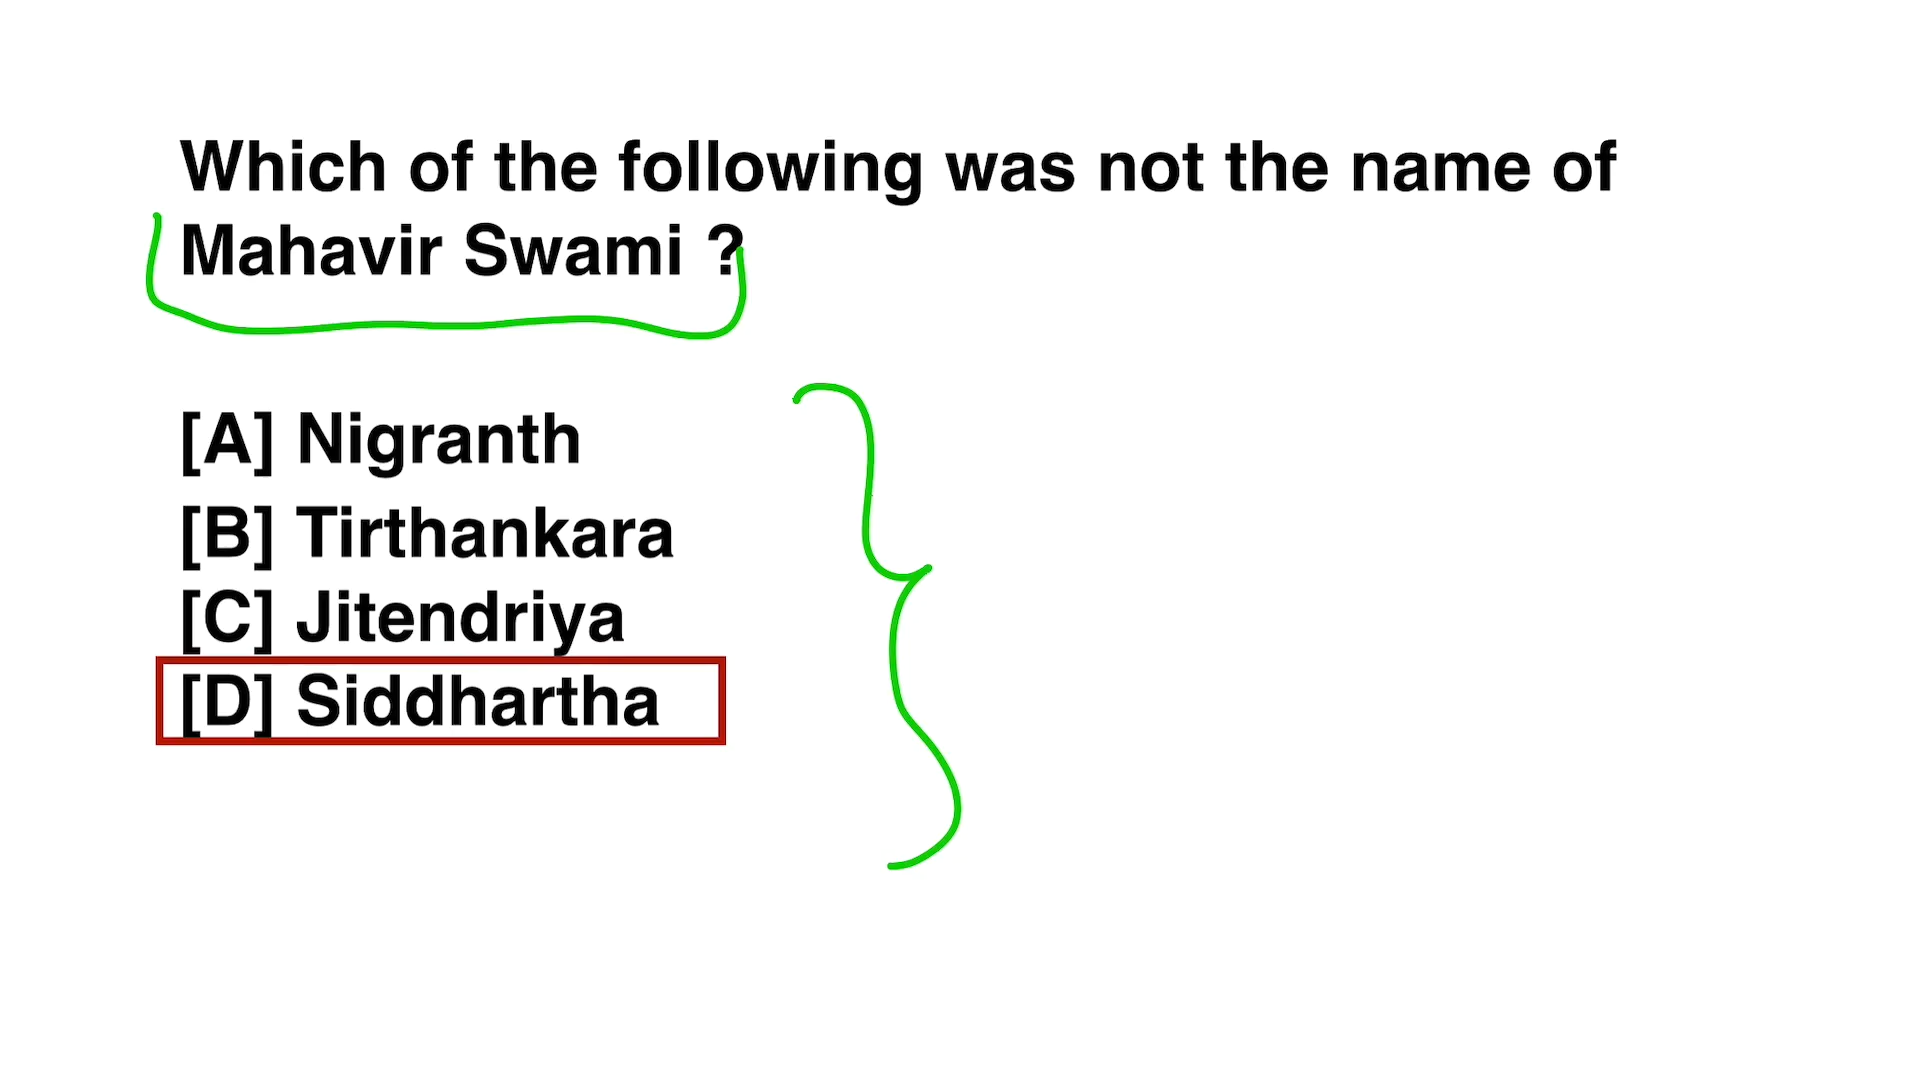 Which of the following was not the name of
Mahavir Swami ?
[A] Nigranth
[B] Tirthankara
[C] Jitendriya
[D] Siddhartha